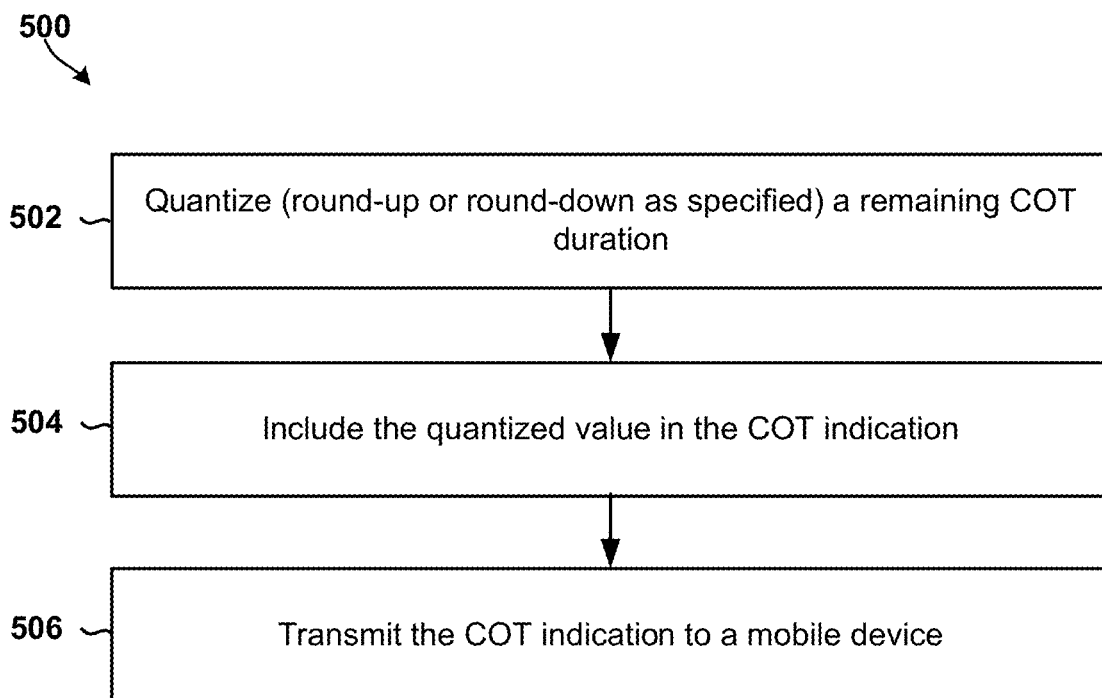 500
502
Quantize (round-up or round-down as specified) a remaining COT
duration
504
Include the quantized value in the COT indication
506
Transmit the COT indication to a mobile device